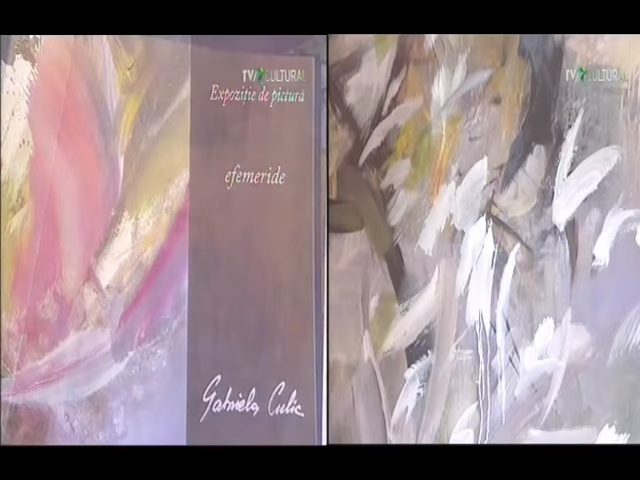 TVR CULTURAL
Expoziție de pictură
efemeride
Gabriela Culic
TVR CULTURAL